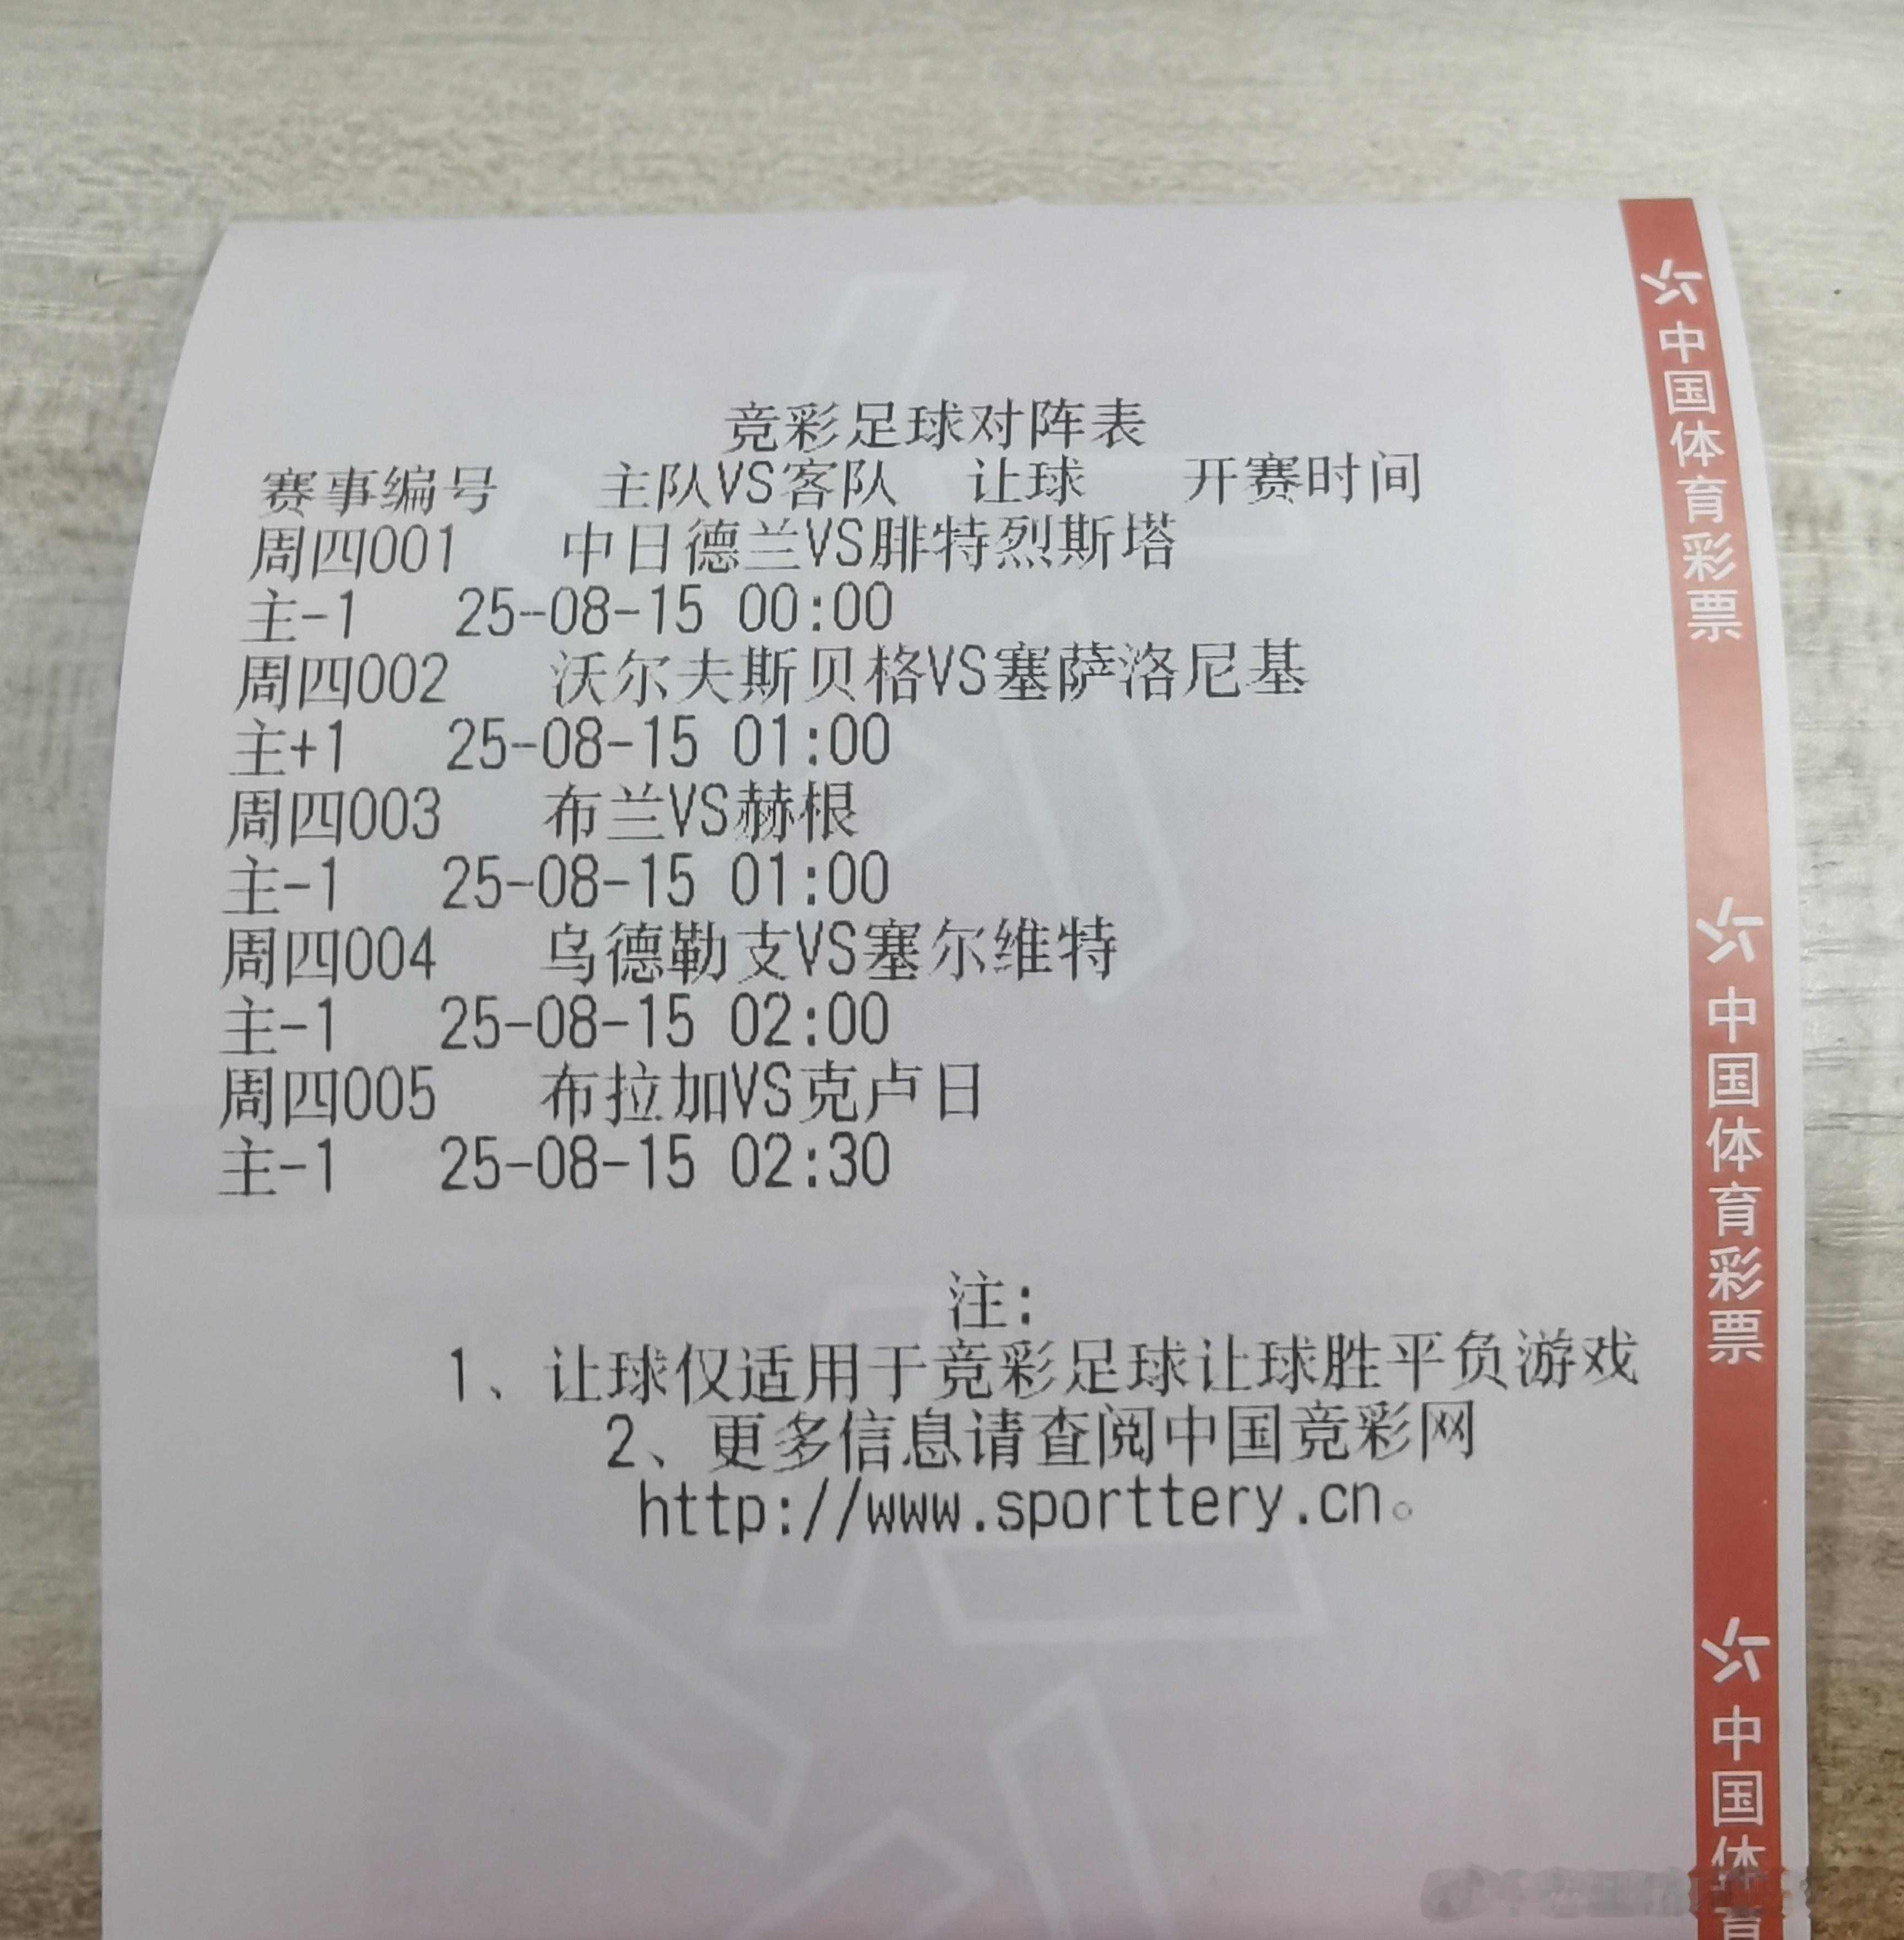 竞彩足球对阵表
赛事编号 主队VS客队 让球 开赛时间
周四001 中日德兰VS腓特烈斯塔
主-1 25-08-15 00:00
周四002 沃尔夫斯贝格VS塞萨洛尼基
主+1 25-08-15 01:00
周四003 布兰VS赫根
主-1 25-08-15 01:00
周四004 乌德勒支VS塞尔维特
主-1 25-08-15 02:00
周四005 布拉加VS克卢日
主-1 25-08-15 02:30
注:
1、让球仅适用于竞彩足球让球胜平负游戏
2、更多信息请查阅中国竞彩网
http://www.sporttery.cn。
中国体育彩票
中国体育彩票
中国体育